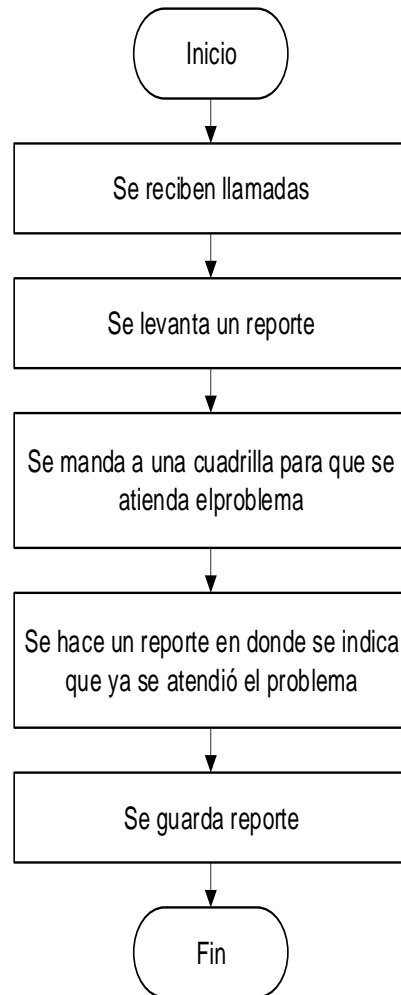 Inicio
Se reciben llamadas
Se levanta un reporte
Se manda a una cuadrilla para que se
atienda elproblema
Se hace un reporte en donde se indica
que ya se atendió el problema
Se guarda reporte
Fin